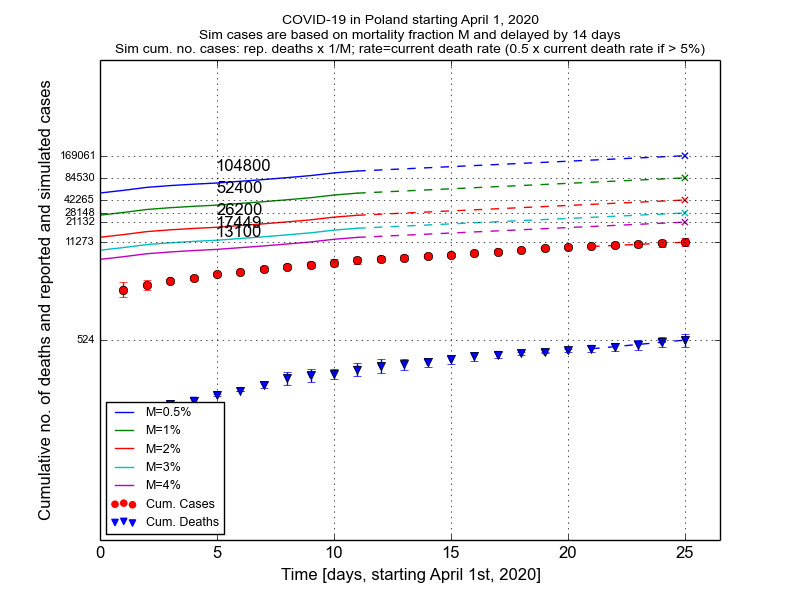 COVID-19 in Poland starting April 1, 2020
Sim cases are based on mortality fraction M and delayed by 14 days
Sim cum. no. cases: rep. deaths x 1/M; rate=current death rate (0.5 x current death rate if > 5%)
Cumulative no. of deaths and reported and simulated cases
169061
84530
42265
28148
21132
11273
524
104800
52400
26200
17449
13100
M=0.5%
M=1%
M=2%
M=3%
M=4%
Cum. Cases
Cum. Deaths
0 5 10 15 20 25
Time [days, starting April 1st, 2020]